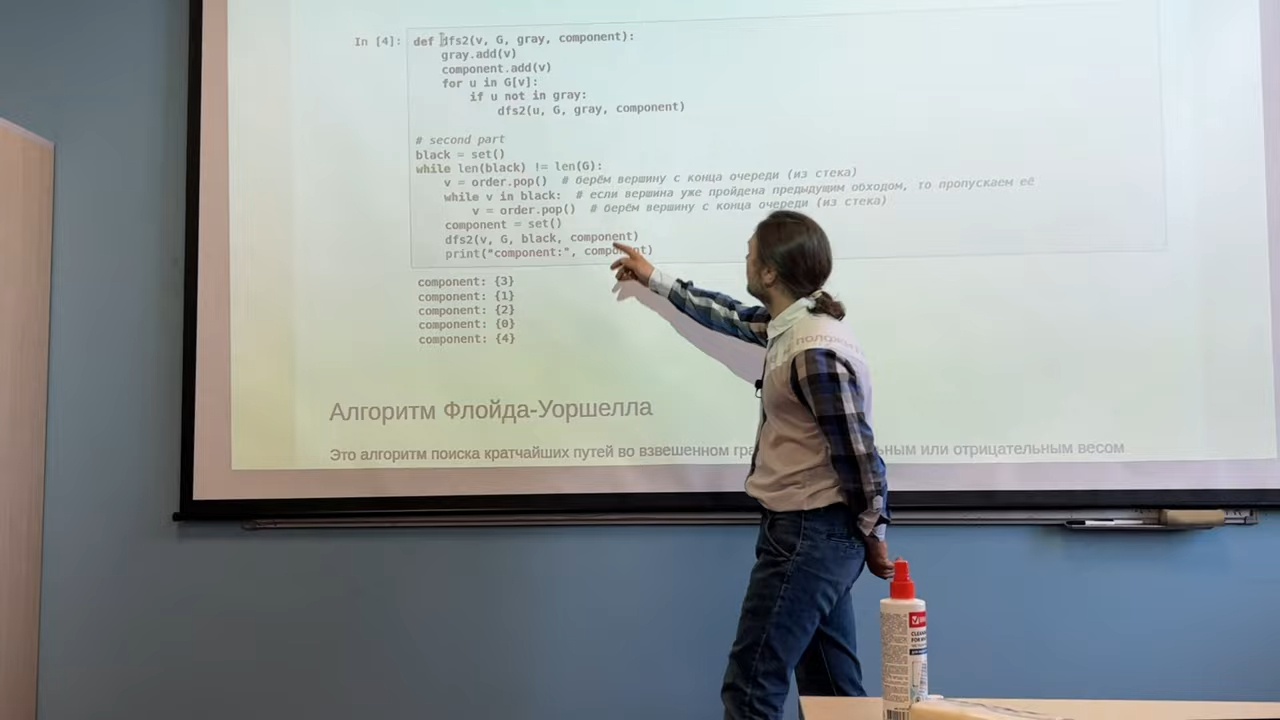 In [4]: def dfs2(v, G, gray, component):
gray.add(v)
component.add(v)
for u in G[v]:
if u not in gray:
dfs2(u, G, gray, component)
# second part
black = set()
while len(black) != len(G):
v = order.pop() # берём вершину с конца очереди (из стека)
while v in black: # если вершина уже пройдена предыдущим обходом, то пропускаем её
v = order.pop() # берём вершину с конца очереди (из стека)
component = set()
dfs2(v, G, black, component)
print("component:", component)
component: {3}
component: {1}
component: {2}
component: {0}
component: {4}
Алгоритм Флойда-Уоршелла
Это алгоритм поиска кратчайших путей во взвешенном или отрицательным весом
CLEANING